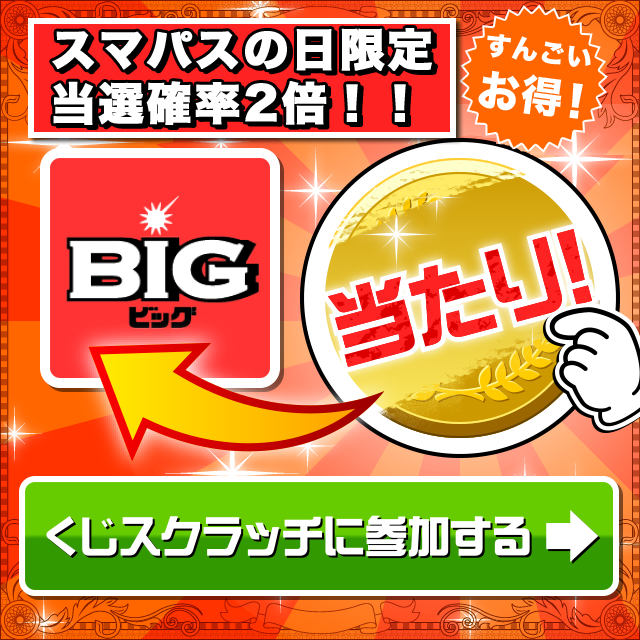 スマパスの日限定
当選確率2倍！！
すんごい
お得！
BIG
ビッグ
当たり！
くじスクラッチに参加する